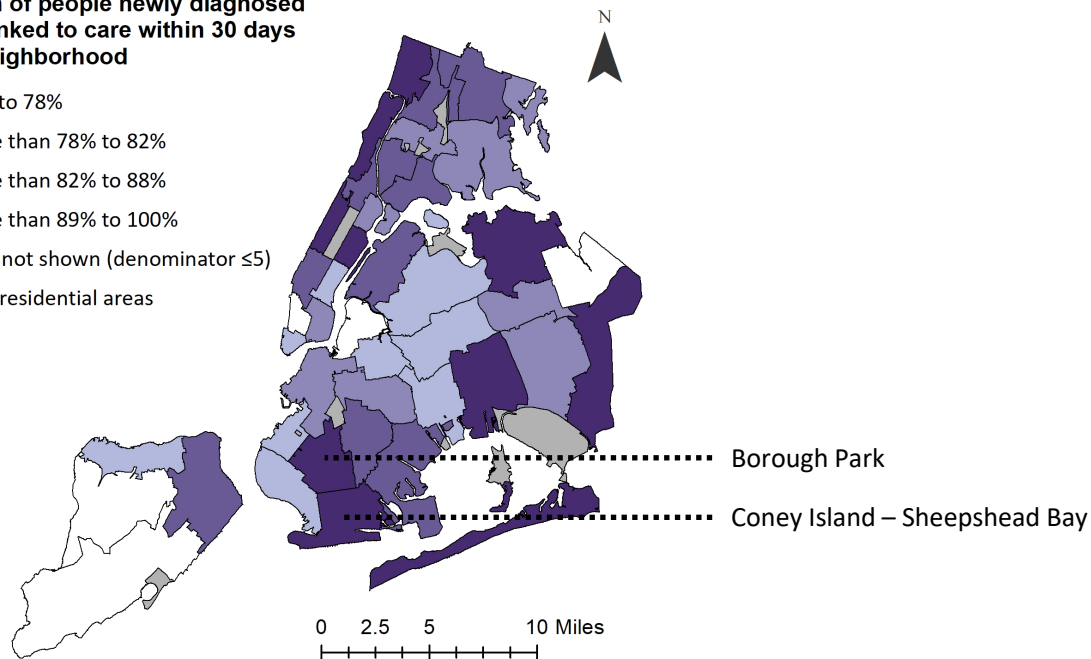 of people newly diagnosed
linked to care within 30 days
neighborhood
to 78%
than 78% to 82%
than 82% to 88%
than 89% to 100%
not shown (denominator ≤5)
residential areas
N
Borough Park
Coney Island – Sheepshead Bay
0 2.5 5 10 Miles